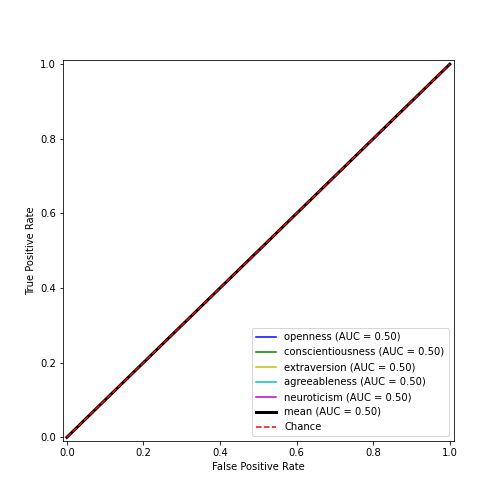 1.0
0.8
0.6
0.4
0.2
0.0
True Positive Rate
openness (AUC = 0.50)
conscientiousness (AUC = 0.50)
extraversion (AUC = 0.50)
agreeableness (AUC = 0.50)
neuroticism (AUC = 0.50)
mean (AUC = 0.50)
Chance
0.0 0.2 0.4 0.6 0.8 1.0
False Positive Rate